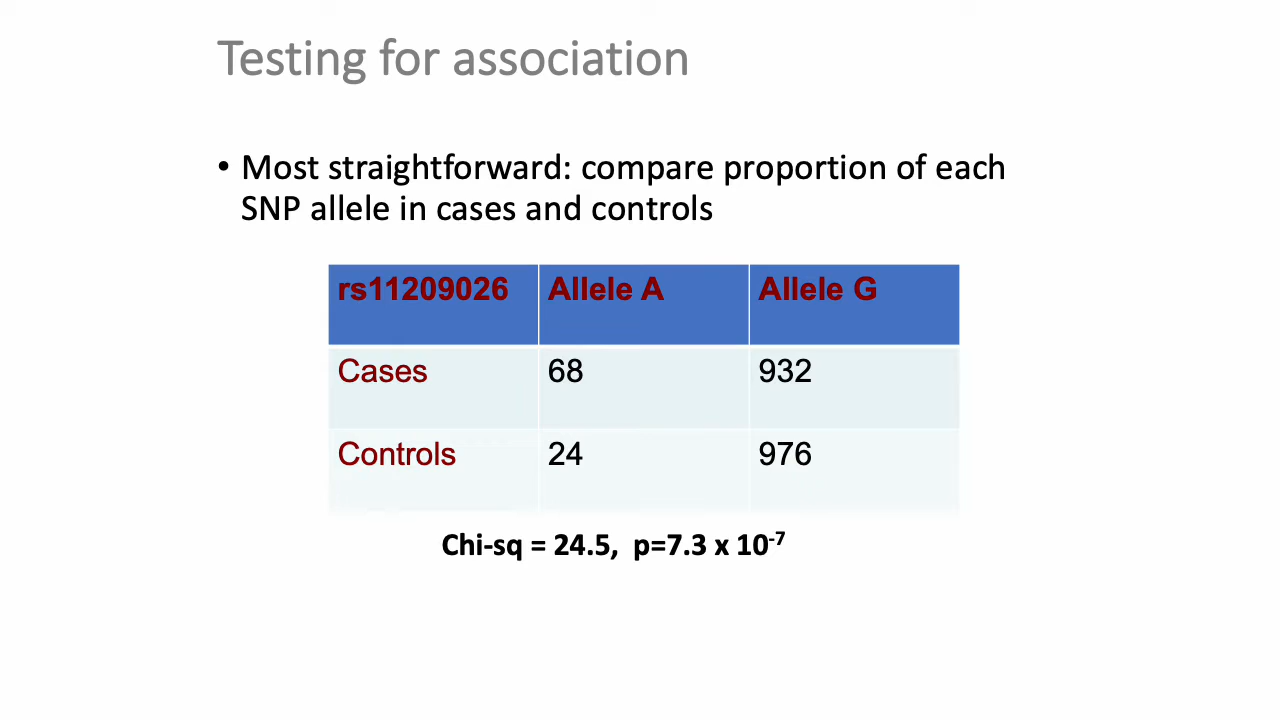 Testing for association
• Most straightforward: compare proportion of each
SNP allele in cases and controls
rs11209026 Allele A Allele G
Cases 68 932
Controls 24 976
Chi-sq = 24.5, p=7.3 x 10⁻⁷